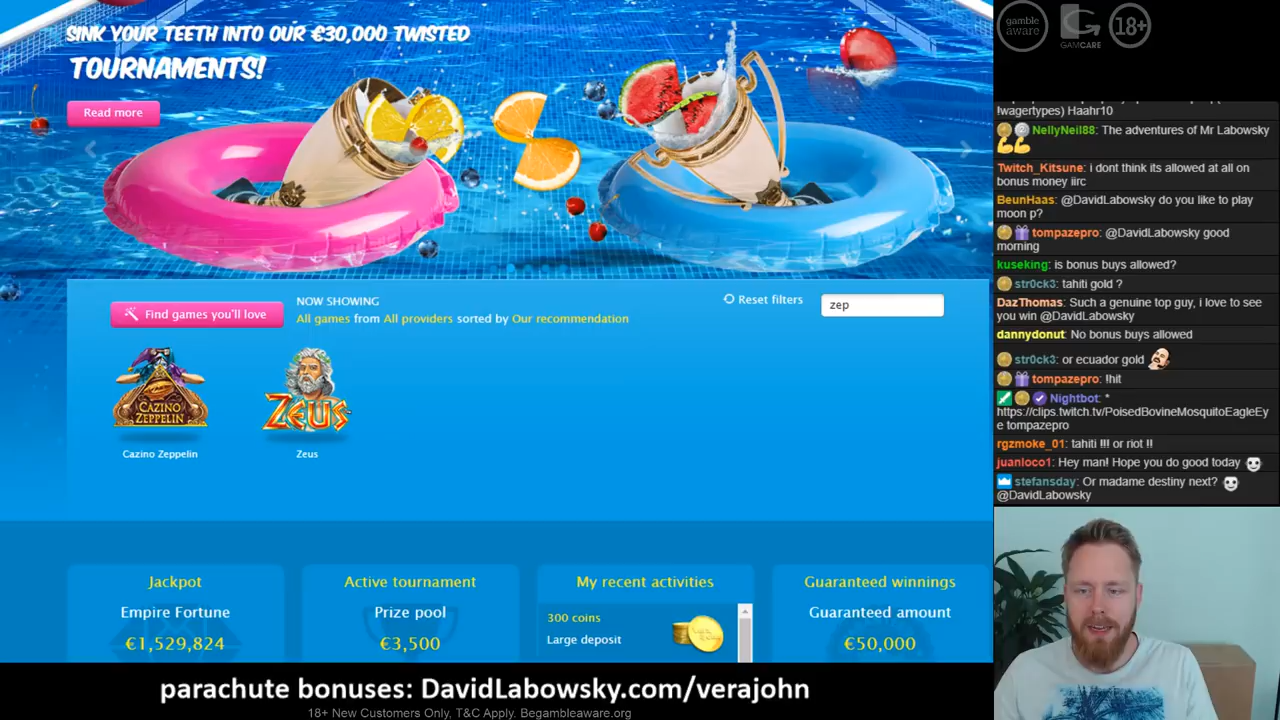 SINK YOUR TEETH INTO OUR €30,000 TWISTED
TOURNAMENTS!
Read more
Find games you'll love
NOW SHOWING
All games from All providers sorted by Our recommendation
Reset filters
zep
CAZINO
ZEPPELIN
ZEUS
Cazino Zeppelin
Zeus
Jackpot
Empire Fortune
€1,529,824
Active tournament
Prize pool
€3,500
My recent activities
300 coins
Large deposit
Guaranteed winnings
Guaranteed amount
€50,000
parachute bonuses: DavidLabowsky.com/verajohn
18+ New Customers Only, T&C Apply. Begambleaware.org
gamble
aware
GAMCARE
18+
!wagertypes) Haahr10
NellyNeil88: The adventures of Mr Labowsky
Twitch_Kitsune: i dont think its allowed at all on
bonus money iirc
BeunHaas: @DavidLabowsky do you like to play
moon p?
tompazepro: @DavidLabowsky good
morning
kuseking: is bonus buys allowed?
str0ck3: tahiti gold ?
DazThomas: Such a genuine top guy, i love to see
you win @DavidLabowsky
dannydonut: No bonus buys allowed
str0ck3: or ecuador gold
tompazepro: !hit
Nightbot: *
https://clips.twitch.tv/PoisedBovineMosquitoEagleEy
e tompazepro
rgzmoke_01: tahiti !!! or riot !!
juanloco1: Hey man! Hope you do good today
stefansday: Or madame destiny next?
@DavidLabowsky